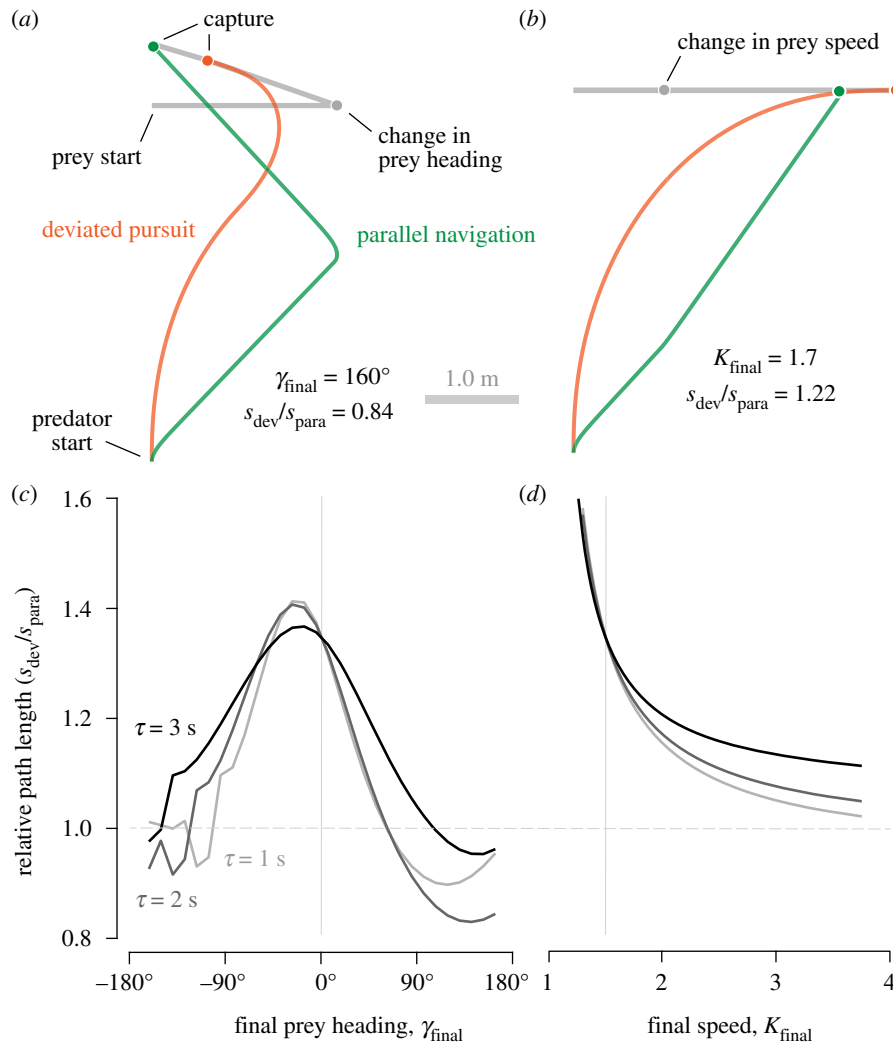 (a)
capture
prey start
change in
prey heading
deviated pursuit
parallel navigation
γfinal = 160°
sdev/spara = 0.84
1.0 m
predator
start
(b)
change in prey speed
Kfinal = 1.7
sdev/spara = 1.22
(c)
1.6
1.4
1.2
1.0
0.8
relative path length (sdev/spara)
τ = 3 s
τ = 1 s
τ = 2 s
–180°
–90°
0°
90°
180°
final prey heading, γfinal
(d)
1
2
3
4
final speed, Kfinal